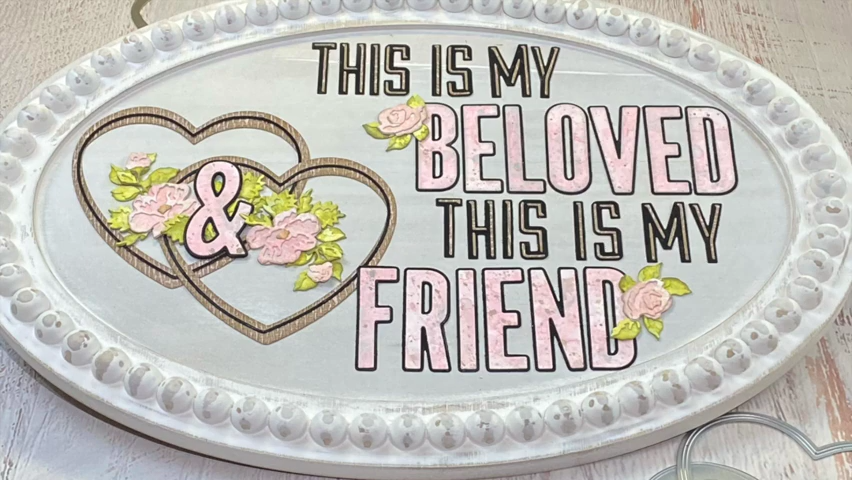 THIS IS MY
BELOVED
THIS IS MY
FRIEND
&